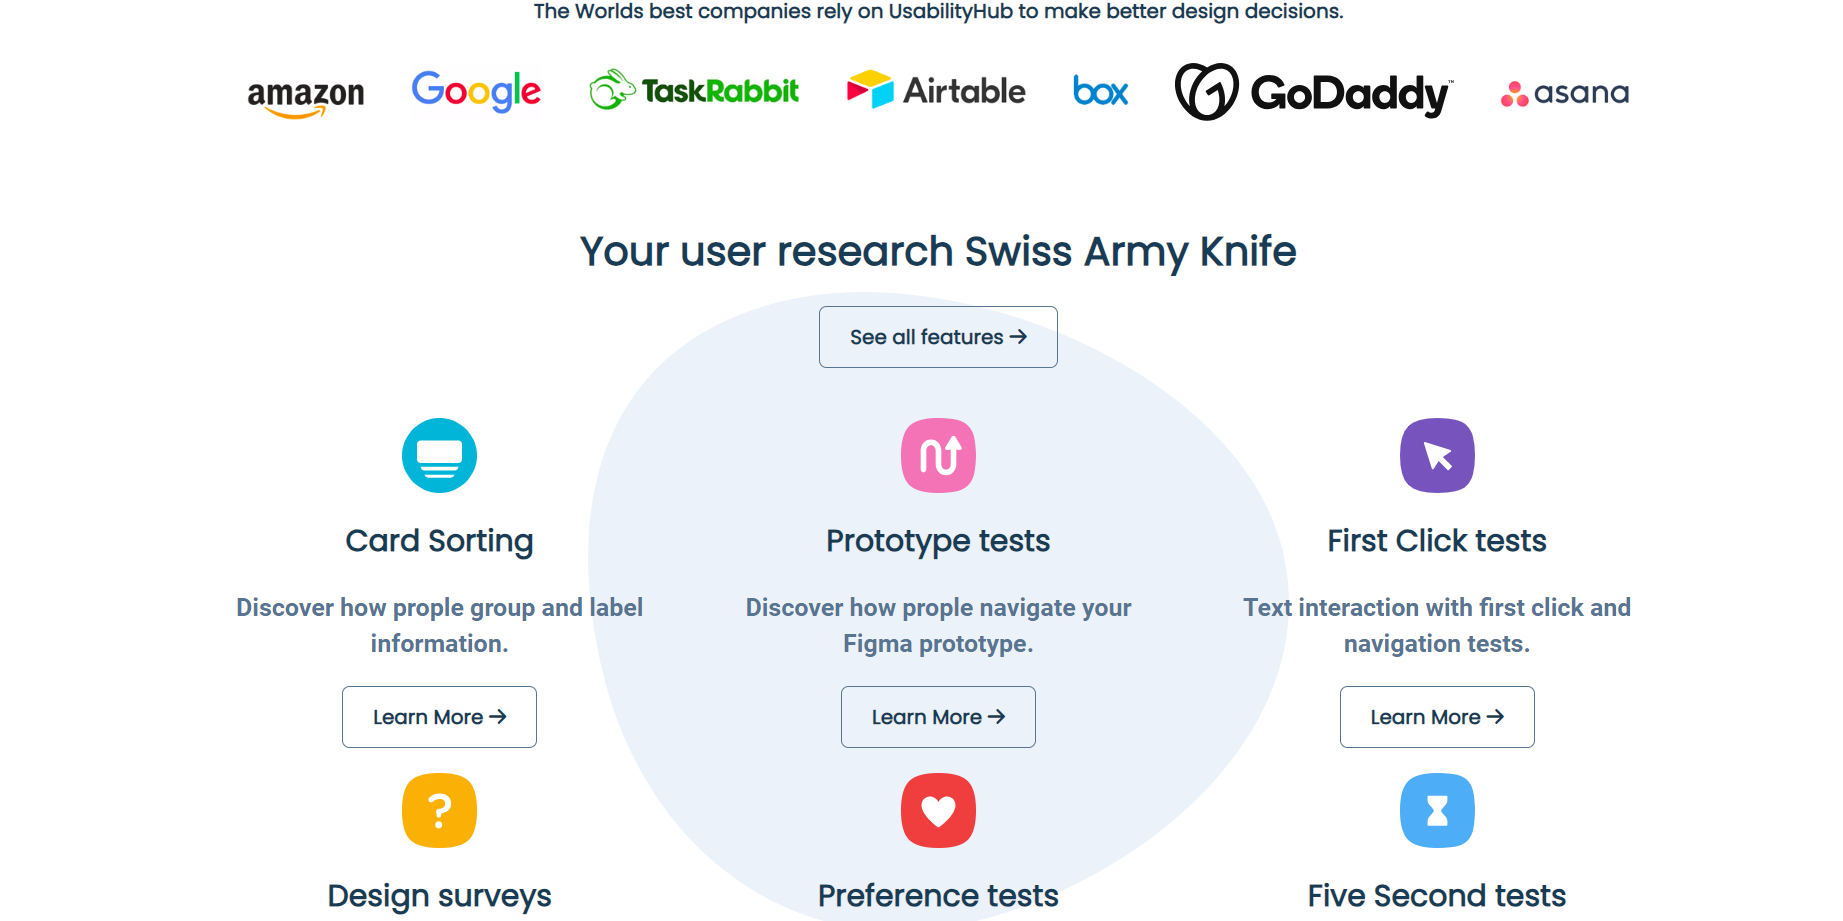 The Worlds best companies rely on UsabilityHub to make better design decisions.
amazon Google TaskRabbit Airtable box GoDaddy™ asana
Your user research Swiss Army Knife
See all features →
Card Sorting
Discover how prople group and label
information.
Learn More →
Prototype tests
Discover how prople navigate your
Figma prototype.
Learn More →
First Click tests
Text interaction with first click and
navigation tests.
Learn More →
?
Design surveys
Preference tests
Five Second tests